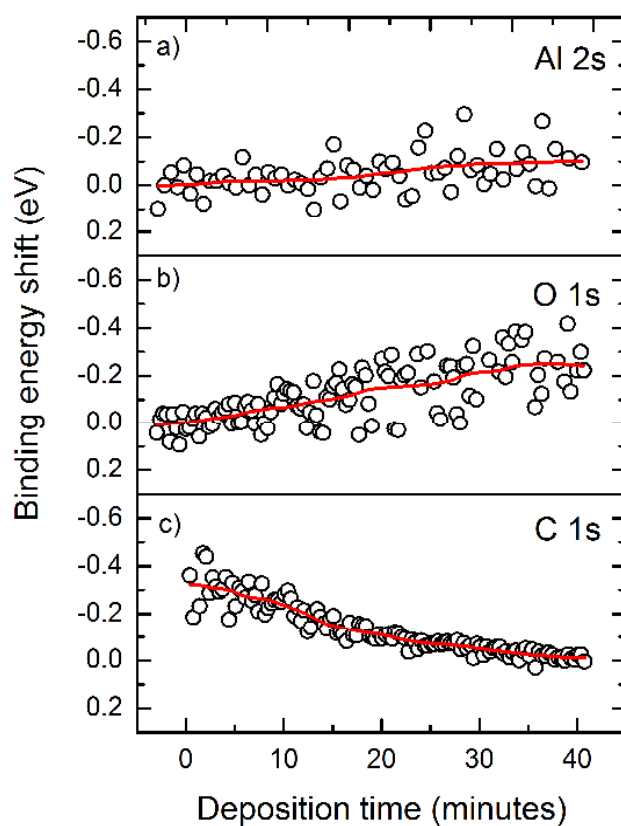 a)
Al 2s
-0.6
-0.4
-0.2
0.0
0.2
b)
O 1s
-0.6
-0.4
-0.2
0.0
0.2
c)
C 1s
-0.6
-0.4
-0.2
0.0
0.2
Binding energy shift (eV)
0 10 20 30 40
Deposition time (minutes)